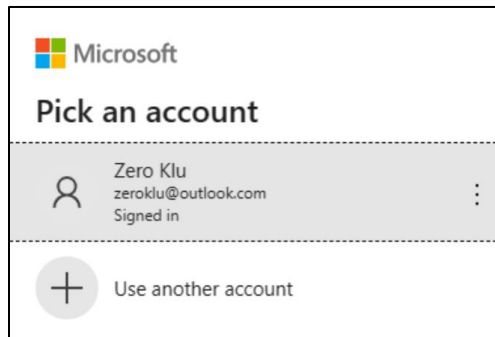 Microsoft
Pick an account
Zero Klu
zeroklu@outlook.com
Signed in
Use another account